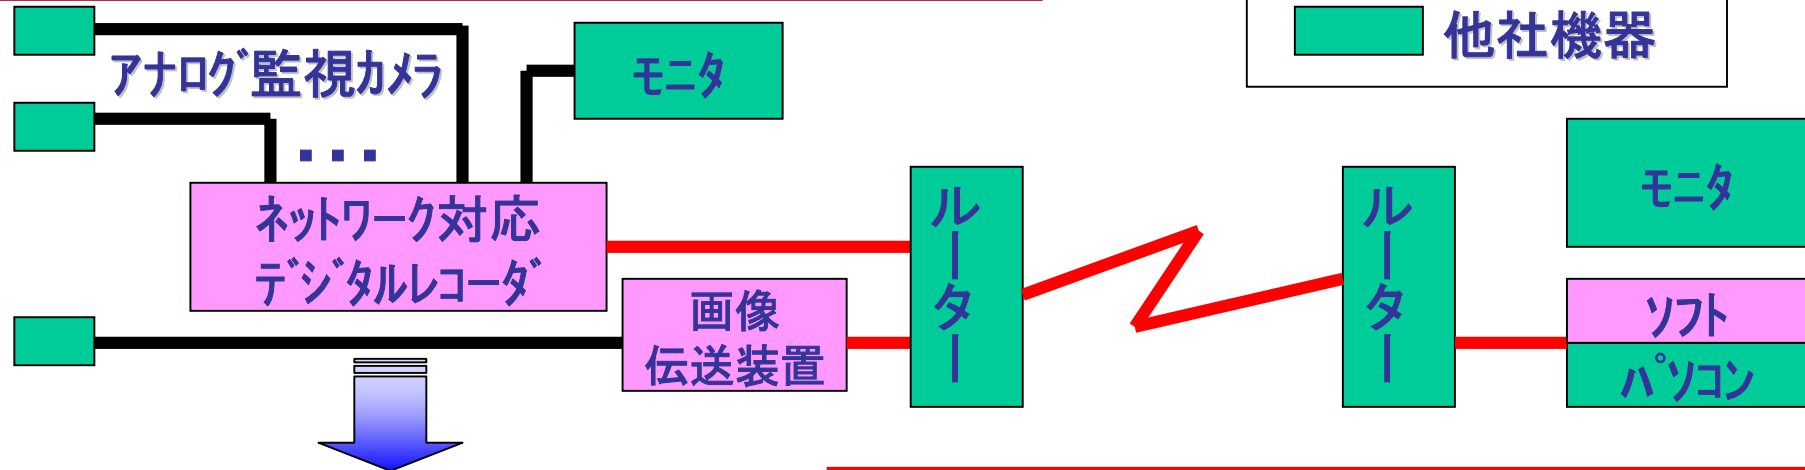 他社機器
ｱﾅﾛｸﾞ監視ｶﾒﾗ
ﾓﾆﾀ
・・・
ﾈｯﾄﾜｰｸ対応
ﾃﾞｼﾞﾀﾙﾚｺｰﾀﾞ
画像
伝送装置
ルーター
ルーター
ﾓﾆﾀ
ｿﾌﾄ
ﾊﾟｿｺﾝ